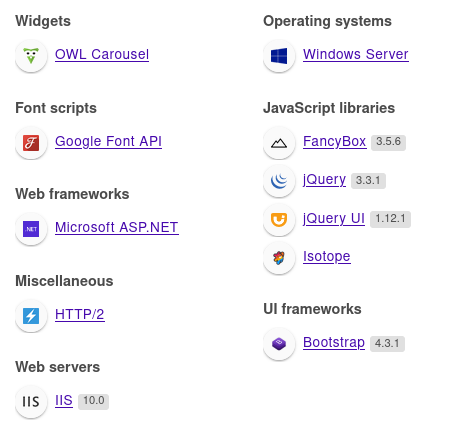 Widgets
OWL Carousel
Font scripts
Google Font API
Web frameworks
.NET Microsoft ASP.NET
Miscellaneous
HTTP/2
Web servers
IIS IIS 10.0
Operating systems
Windows Server
JavaScript libraries
FancyBox 3.5.6
jQuery 3.3.1
jQuery UI 1.12.1
Isotope
UI frameworks
Bootstrap 4.3.1